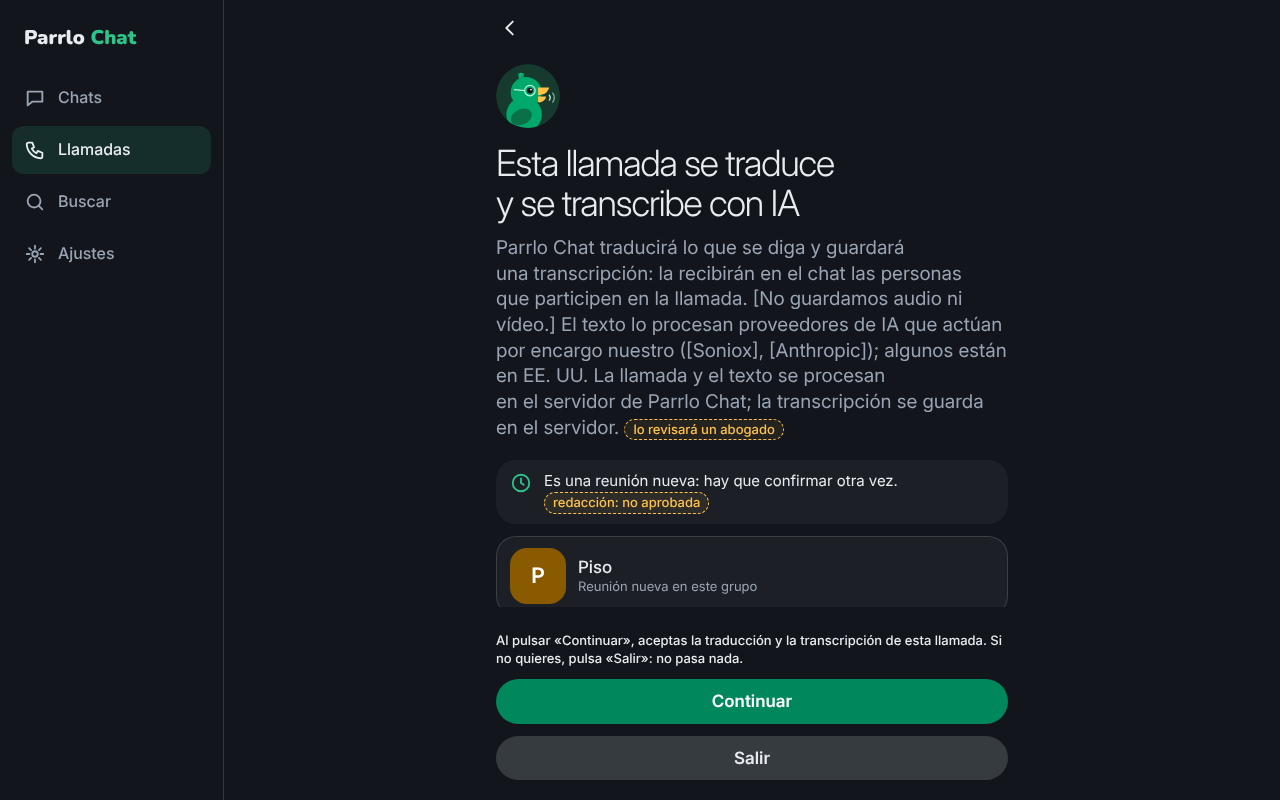 Parrlo Chat
Chats
Llamadas
Buscar
Ajustes
Esta llamada se traduce
y se transcribe con IA
Parrlo Chat traducirá lo que se diga y guardará
una transcripción: la recibirán en el chat las personas
que participen en la llamada. [No guardamos audio ni
vídeo.] El texto lo procesan proveedores de IA que actúan
por encargo nuestro ([Soniox], [Anthropic]); algunos están
en EE. UU. La llamada y el texto se procesan
en el servidor de Parrlo Chat; la transcripción se guarda
en el servidor. lo revisará un abogado
Es una reunión nueva: hay que confirmar otra vez.
redacción: no aprobada
P
Piso
Reunión nueva en este grupo
Al pulsar «Continuar», aceptas la traducción y la transcripción de esta llamada. Si
no quieres, pulsa «Salir»: no pasa nada.
Continuar
Salir